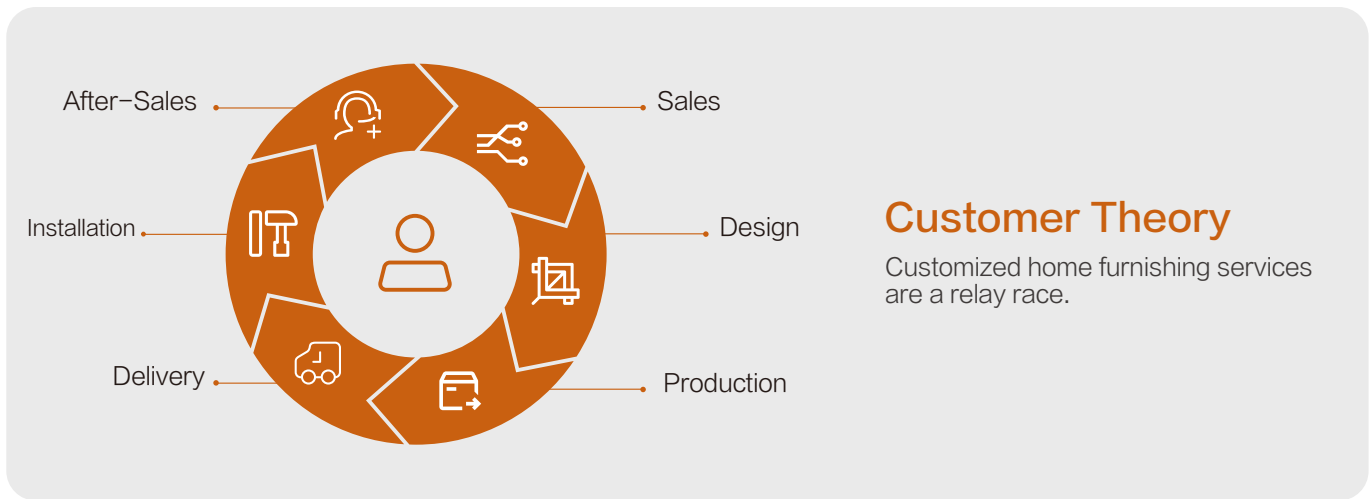 After-Sales
Sales
Installation
Design
Delivery
Production
Customer Theory
Customized home furnishing services
are a relay race.